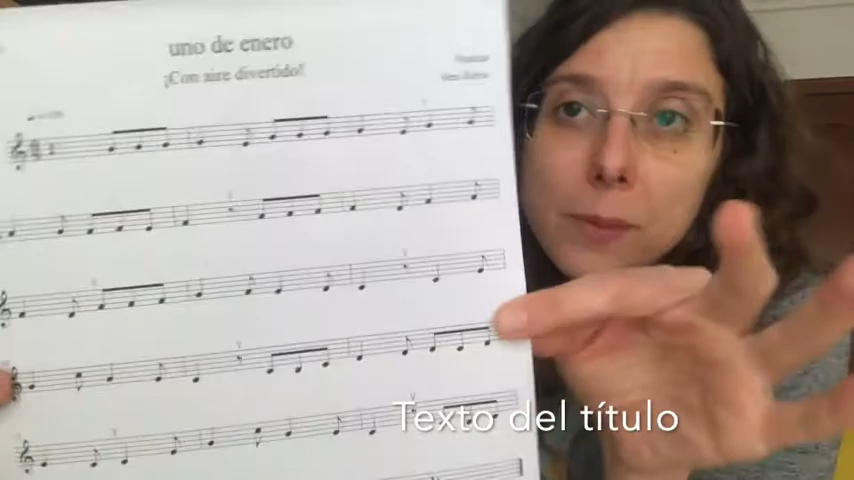 uno de enero
¡Con aire divertido!
Texto del título